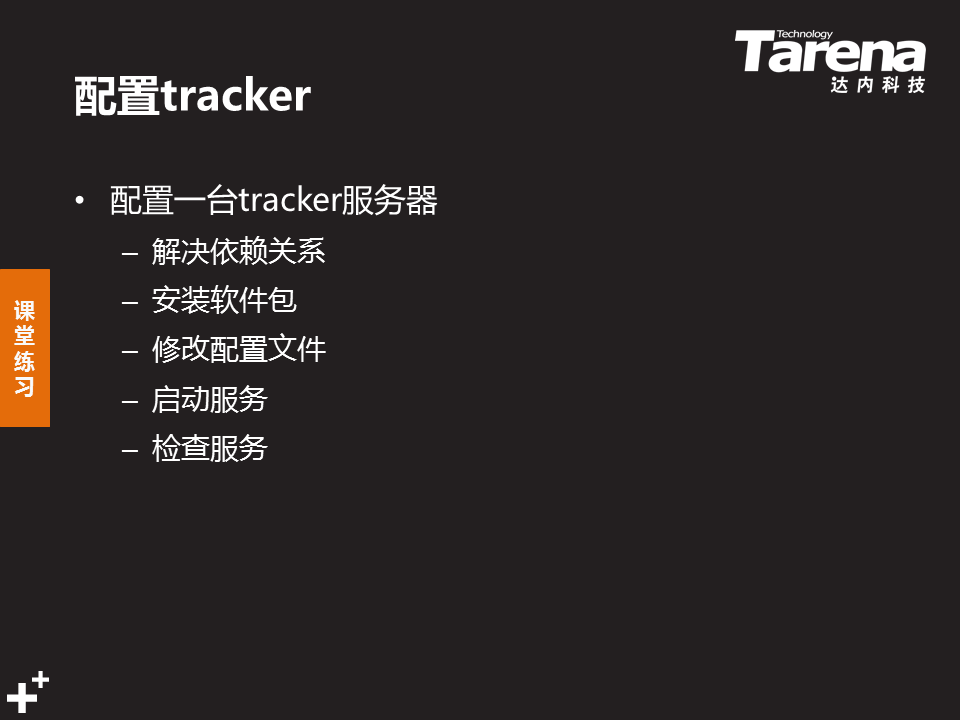 Technology
Tarena
达内科技
配置tracker
• 配置一台tracker服务器
– 解决依赖关系
– 安装软件包
– 修改配置文件
– 启动服务
– 检查服务
课
堂
练
习